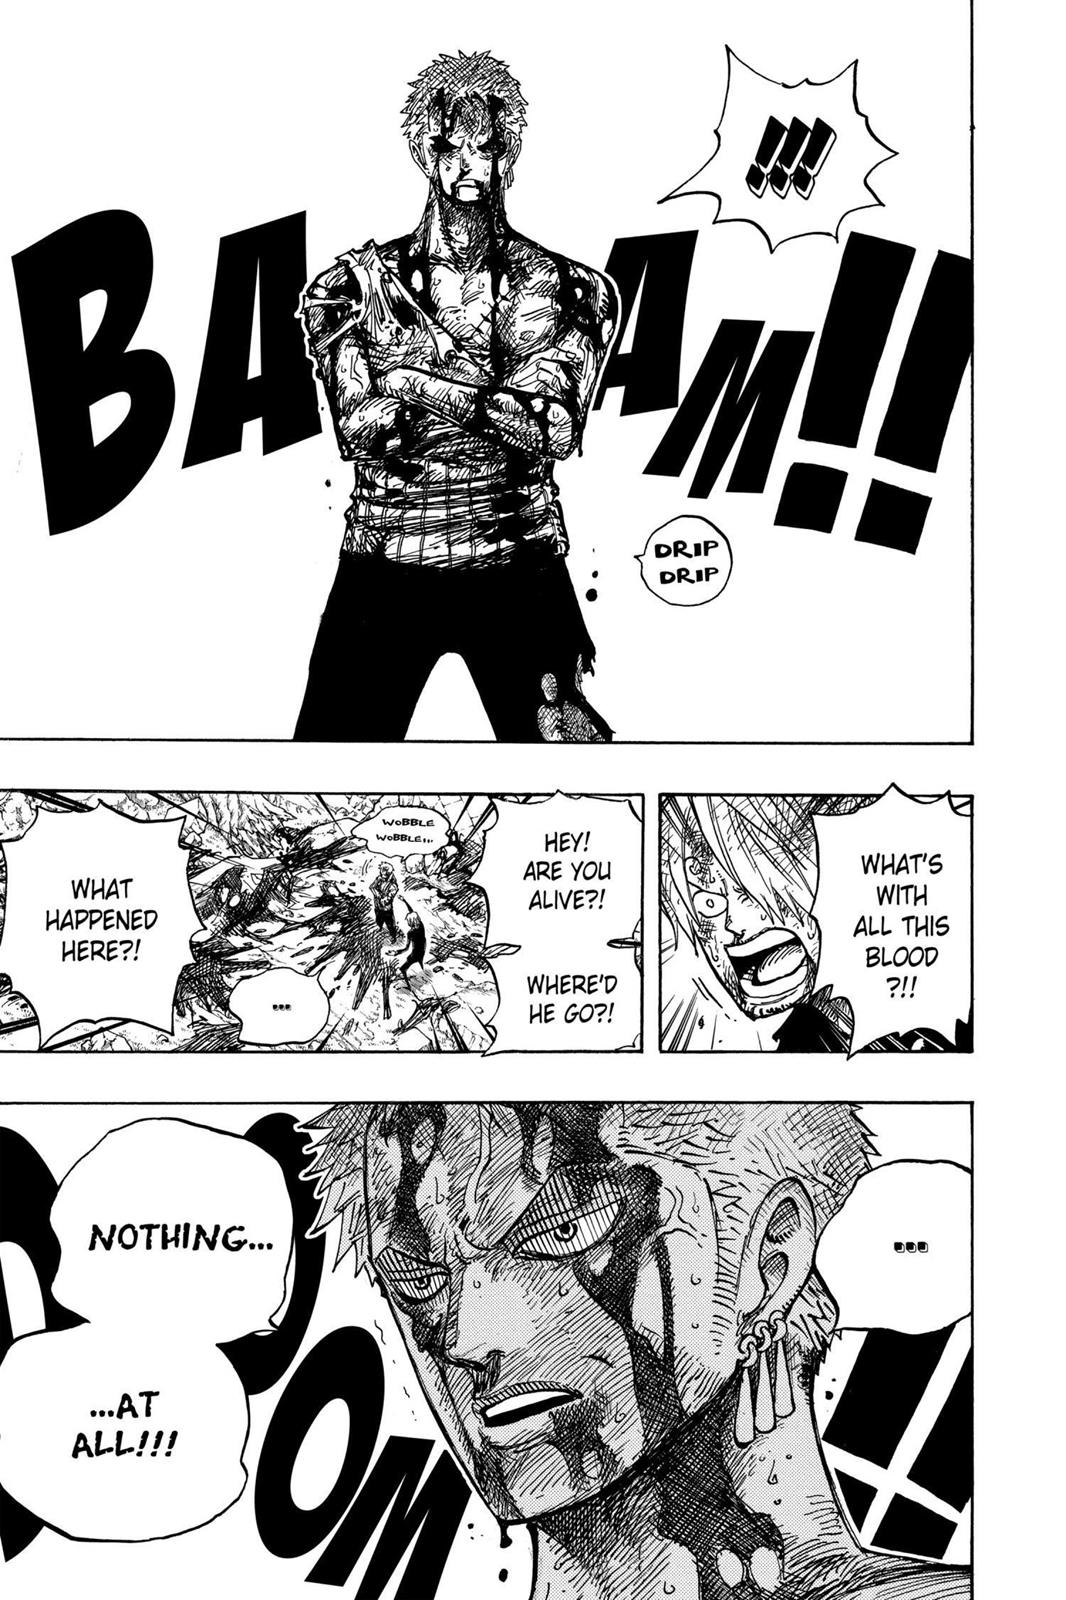 !!!
BAAAM!!
DRIP
DRIP
WHAT'S
WITH
ALL THIS
BLOOD
?!!
HEY!
ARE YOU
ALIVE?!
WHERE'D
HE GO?!
WOBBLE
WOBBLE...
...
WHAT
HAPPENED
HERE?!
...
NOTHING...
...AT
ALL!!!